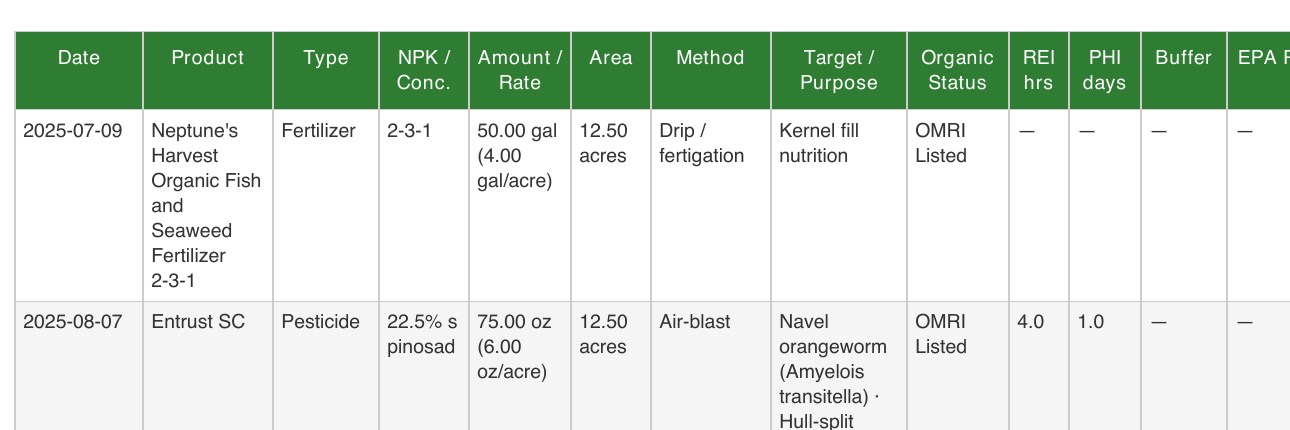 Date Product Type NPK / Conc. Amount / Rate Area Method Target / Purpose Organic Status REI hrs PHI days Buffer EPA
2025-07-09
Neptune's
Harvest
Organic Fish
and
Seaweed
Fertilizer
2-3-1
Fertilizer
2-3-1
50.00 gal
(4.00
gal/acre)
12.50
acres
Drip /
fertigation
Kernel fill
nutrition
OMRI
Listed
—
—
—
—
2025-08-07
Entrust SC
Pesticide
22.5% s
pinosad
75.00 oz
(6.00
oz/acre)
12.50
acres
Air-blast
Navel
orangeworm
(Amyelois
transitella) ·
Hull-split
OMRI
Listed
4.0
1.0
—
—